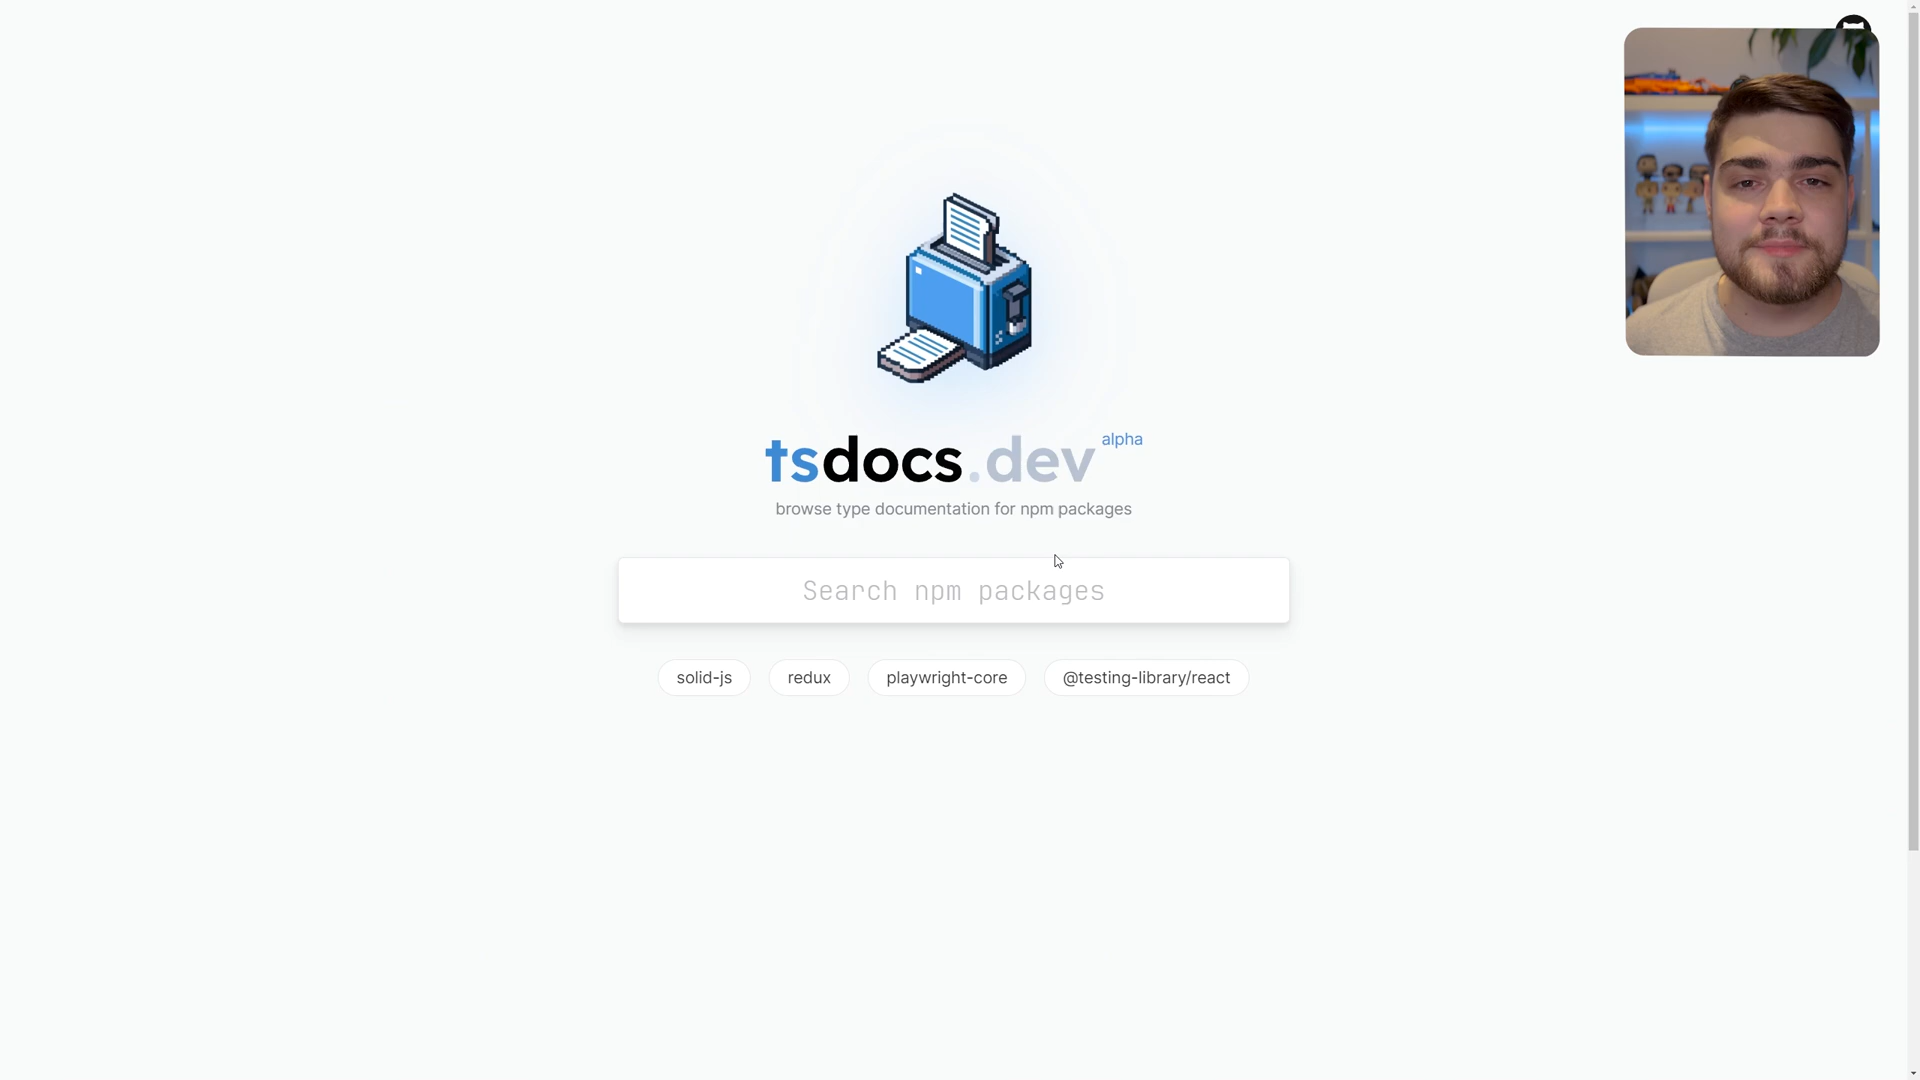 tsdocs.dev alpha
browse type documentation for npm packages
Search npm packages
solid-js redux playwright-core @testing-library/react